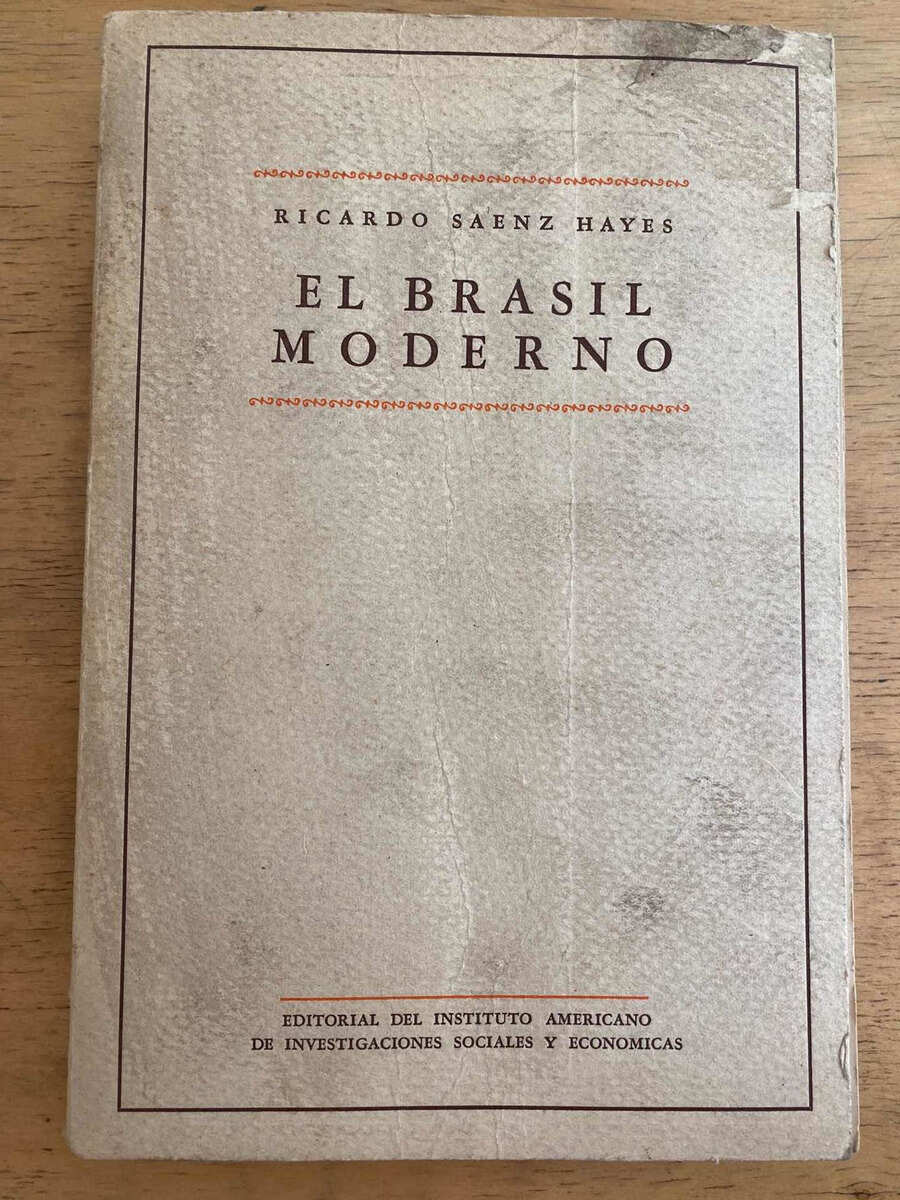 RICARDO SAENZ HAYES
EL BRASIL
MODERNO
EDITORIAL DEL INSTITUTO AMERICANO
DE INVESTIGACIONES SOCIALES Y ECONOMICAS